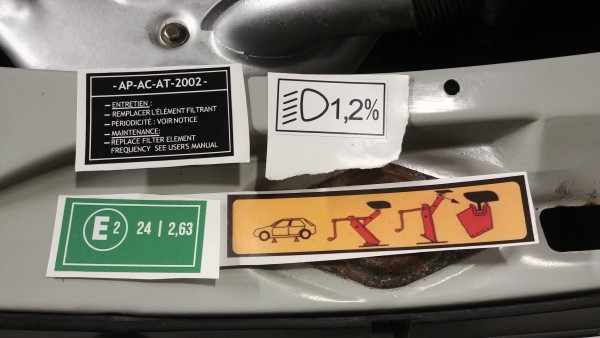 -AP-AC-AT-2002-
-ENTRETIEN :
-REMPLACER L'ÉLÉMENT FILTRANT
-PÉRIODICITÉ : VOIR NOTICE
-MAINTENANCE:
-REPLACE FILTER ELEMENT
FREQUENCY SEE USER'S MANUAL
1,2%
E2 24 | 2,63